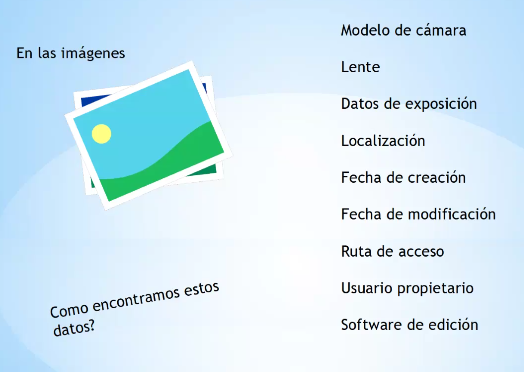 En las imágenes
Modelo de cámara
Lente
Datos de exposición
Localización
Fecha de creación
Fecha de modificación
Ruta de acceso
Usuario propietario
Software de edición
Como encontramos estos
datos?